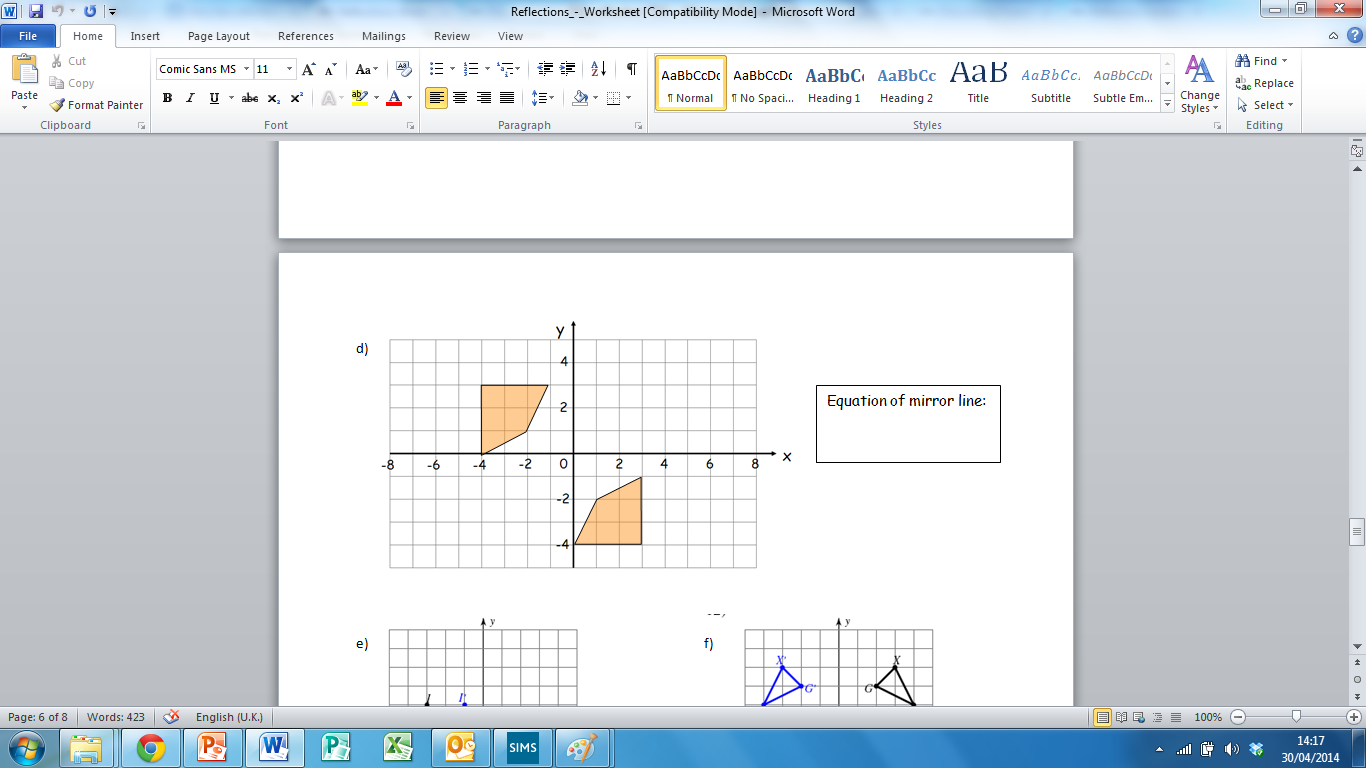 Reflections_-_Worksheet [Compatibility Mode] - Microsoft Word
File Home Insert Page Layout References Mailings Review View
Paste
Cut
Copy
Format Painter
Clipboard
Comic Sans MS 11
Font
Paragraph
AaBbCcDc
¶ Normal
AaBbCcDc
¶ No Spaci...
AaBbCc
Heading 1
AaBbCc
Heading 2
AaB
Title
AaBbCc.
Subtitle
AaBbCcDc
Subtle Em...
Styles
Change
Styles
Find
Replace
Select
Editing
d)
y
4
2
-8 -6 -4 -2 0 2 4 6 8 x
-2
-4
Equation of mirror line:
e)
y
I I'
f)
y
X' X
G' G
Page: 6 of 8 Words: 423 English (U.K.) 100%
SIMS
14:17
30/04/2014